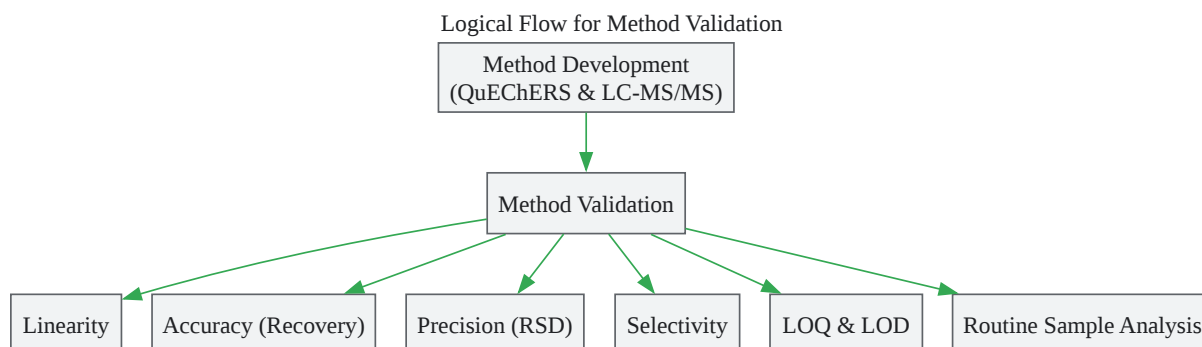 Logical Flow for Method Validation
Method Development
(QuEChERS & LC-MS/MS)
Method Validation
Linearity
Accuracy (Recovery)
Precision (RSD)
Selectivity
LOQ & LOD
Routine Sample Analysis